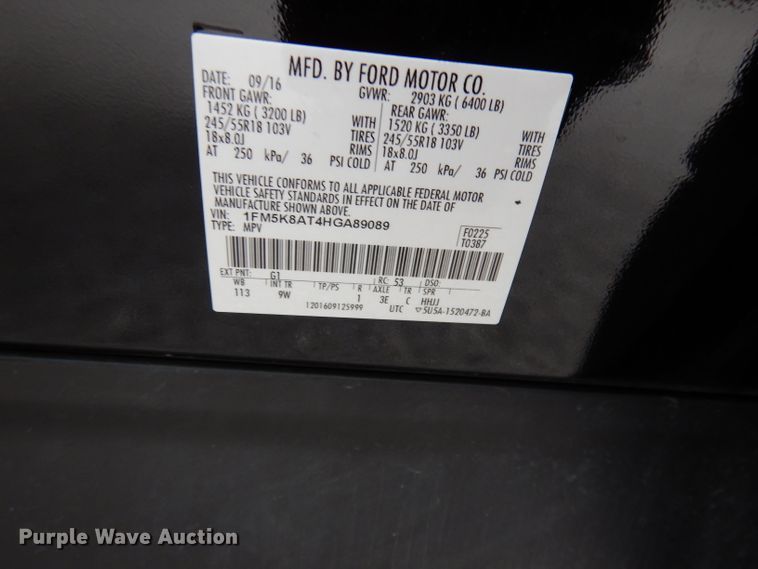 MFD. BY FORD MOTOR CO.
DATE: 09/16 GVWR: 2903 KG ( 6400 LB)
FRONT GAWR: REAR GAWR:
1452 KG ( 3200 LB) WITH 1520 KG ( 3350 LB) WITH
245/55R18 103V TIRES 245/55R18 103V TIRES
18x8.0J RIMS 18x8.0J RIMS
AT 250 kPa/ 36 PSI COLD AT 250 kPa/ 36 PSI COLD
THIS VEHICLE CONFORMS TO ALL APPLICABLE FEDERAL MOTOR
VEHICLE SAFETY STANDARDS IN EFFECT ON THE DATE OF
MANUFACTURE SHOWN ABOVE.
VIN: 1FM5K8AT4HGA89089 F0225
TYPE: MPV T0387
EXT PNT: G1 RC: 53 DSO:
WB INT TR TP/PS R AXLE TR SPR
113 9W 1 3E C HHJJ
1201609125999 UTC ▽5U5A-1520472-BA
Purple Wave Auction